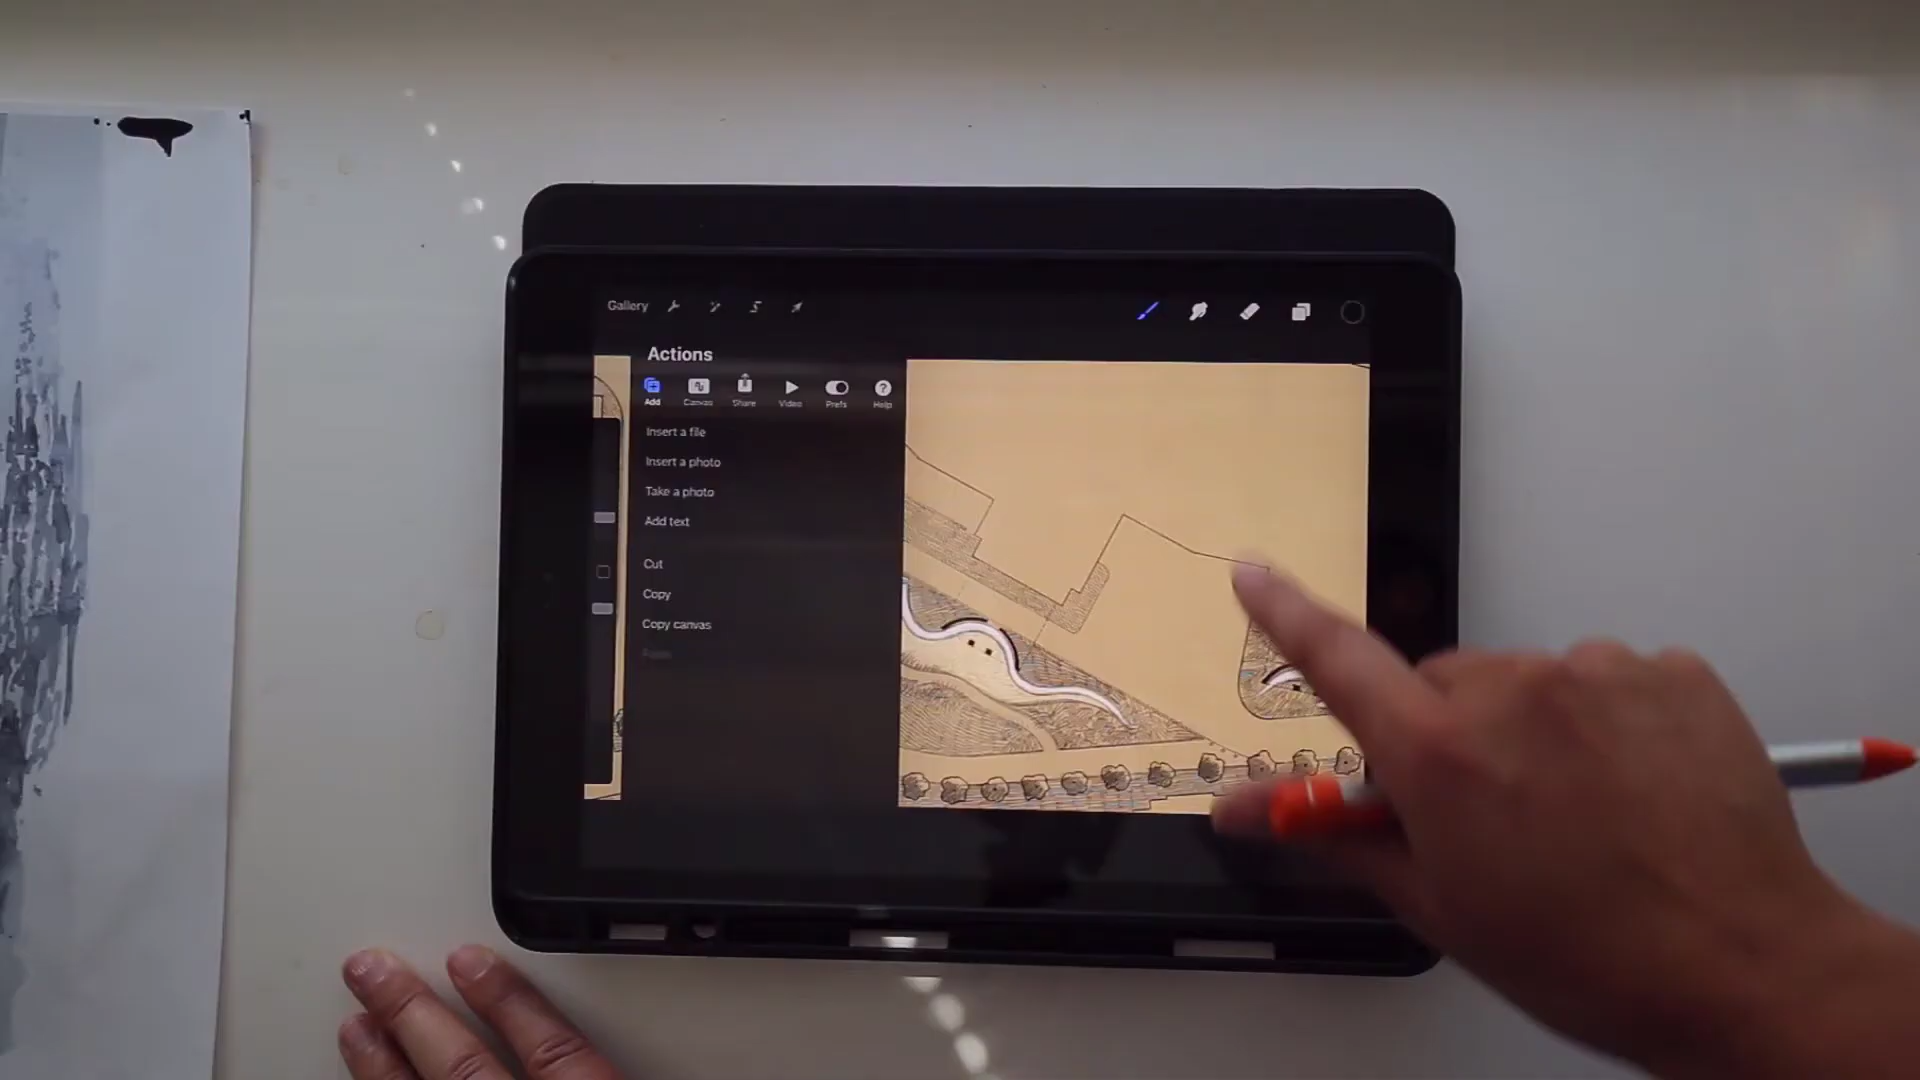 Gallery
Actions
Add Canvas Share Video Prefs Help
Insert a file
Insert a photo
Take a photo
Add text
Cut
Copy
Copy canvas